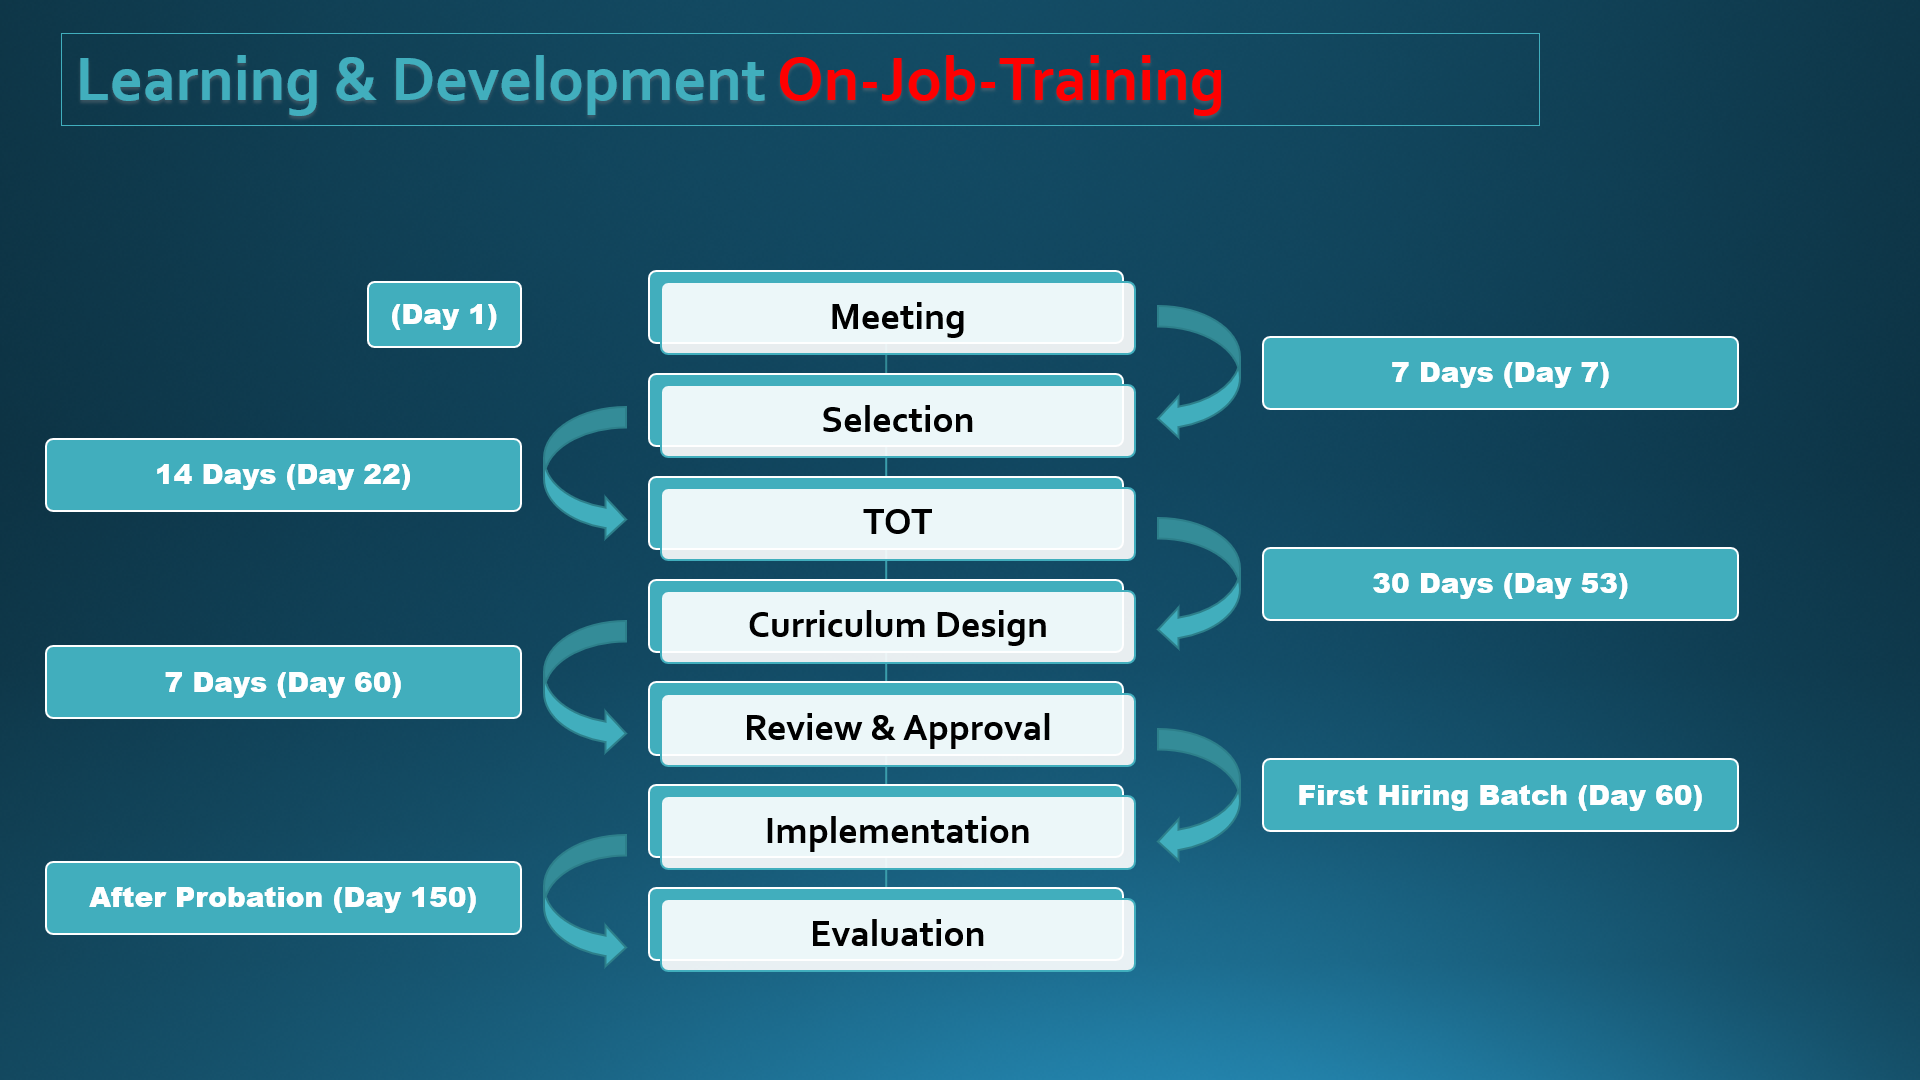 Learning & Development On-Job-Training
(Day 1)
Meeting
7 Days (Day 7)
Selection
14 Days (Day 22)
TOT
30 Days (Day 53)
Curriculum Design
7 Days (Day 60)
Review & Approval
First Hiring Batch (Day 60)
Implementation
After Probation (Day 150)
Evaluation